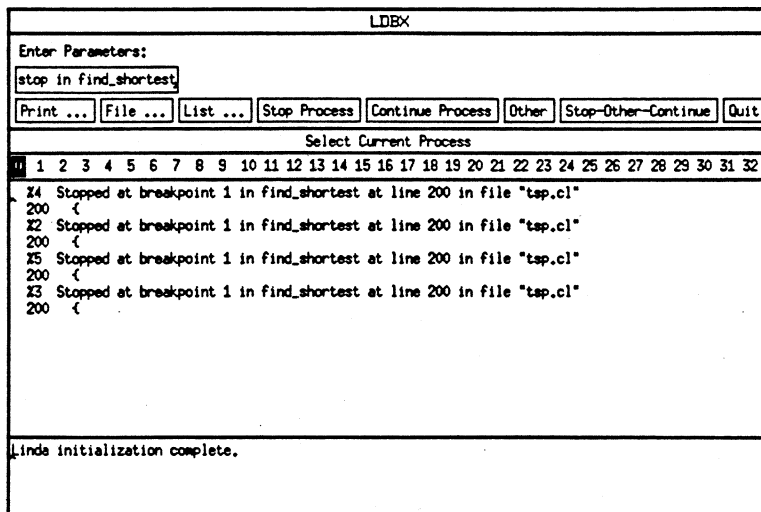 LDBX
Enter Parameters:
stop in find_shortest
Print ... File ... List ... Stop Process Continue Process Other Stop-Other-Continue Quit
Select Current Process
0 1 2 3 4 5 6 7 8 9 10 11 12 13 14 15 16 17 18 19 20 21 22 23 24 25 26 27 28 29 30 31 32
%4 Stopped at breakpoint 1 in find_shortest at line 200 in file "tsp.cl"
200 {
%2 Stopped at breakpoint 1 in find_shortest at line 200 in file "tsp.cl"
200 {
%5 Stopped at breakpoint 1 in find_shortest at line 200 in file "tsp.cl"
200 {
%3 Stopped at breakpoint 1 in find_shortest at line 200 in file "tsp.cl"
200 {
Linda initialization complete.